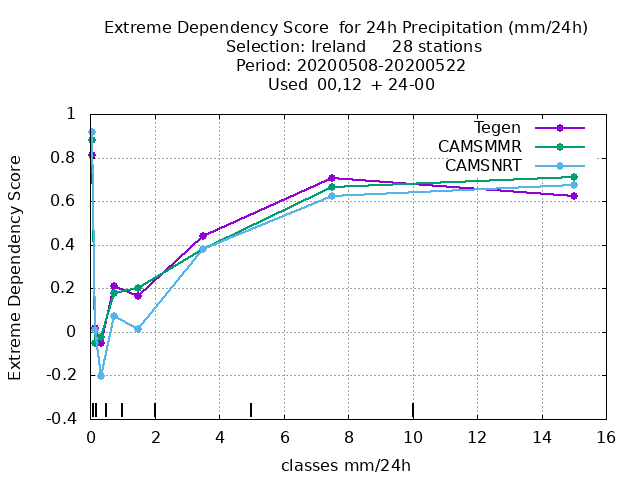 Extreme Dependency Score  for 24h Precipitation (mm/24h)
Selection: Ireland     28 stations
Period: 20200508-20200522
Used  00,12  + 24-00
Tegen
CAMSMMR
CAMSNRT
Extreme Dependency Score
1
0.8
0.6
0.4
0.2
0
-0.2
-0.4
0 2 4 6 8 10 12 14 16
classes mm/24h